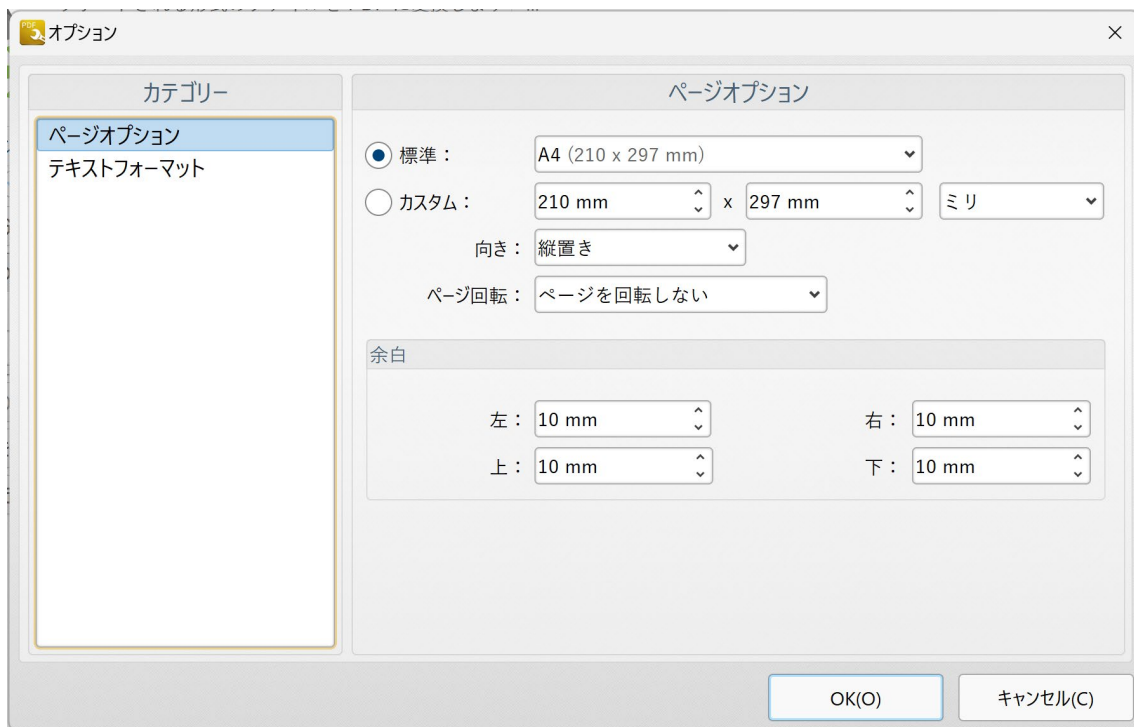 オプション
カテゴリー
ページオプション
テキストフォーマット
ページオプション
標準： A4 (210 x 297 mm)
カスタム： 210 mm x 297 mm ミリ
向き： 縦置き
ページ回転： ページを回転しない
余白
左： 10 mm 右： 10 mm
上： 10 mm 下： 10 mm
OK(O) キャンセル(C)